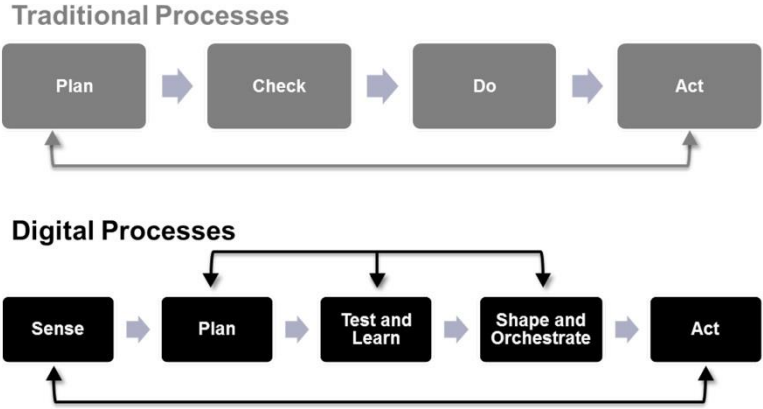 Traditional Processes
Plan
Check
Do
Act
Digital Processes
Sense
Plan
Test and
Learn
Shape and
Orchestrate
Act